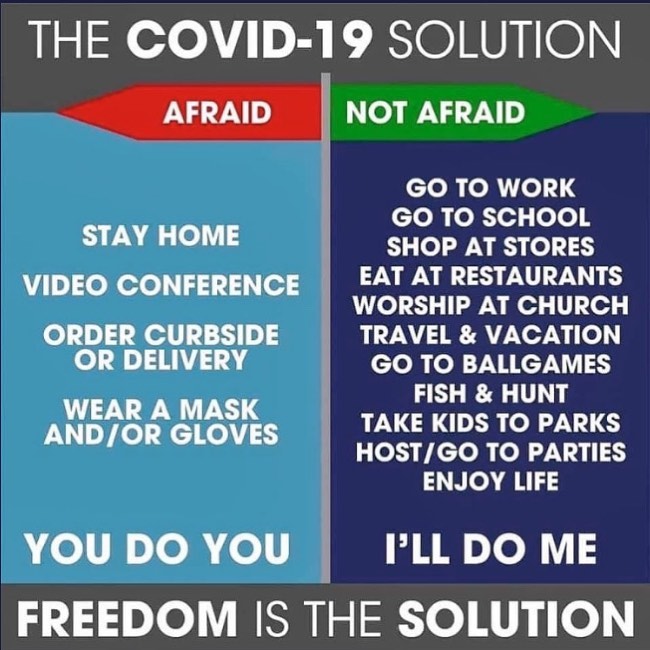 THE COVID-19 SOLUTION
AFRAID
STAY HOME
VIDEO CONFERENCE
ORDER CURBSIDE
OR DELIVERY
WEAR A MASK
AND/OR GLOVES
YOU DO YOU
NOT AFRAID
GO TO WORK
GO TO SCHOOL
SHOP AT STORES
EAT AT RESTAURANTS
WORSHIP AT CHURCH
TRAVEL & VACATION
GO TO BALLGAMES
FISH & HUNT
TAKE KIDS TO PARKS
HOST/GO TO PARTIES
ENJOY LIFE
I'LL DO ME
FREEDOM IS THE SOLUTION